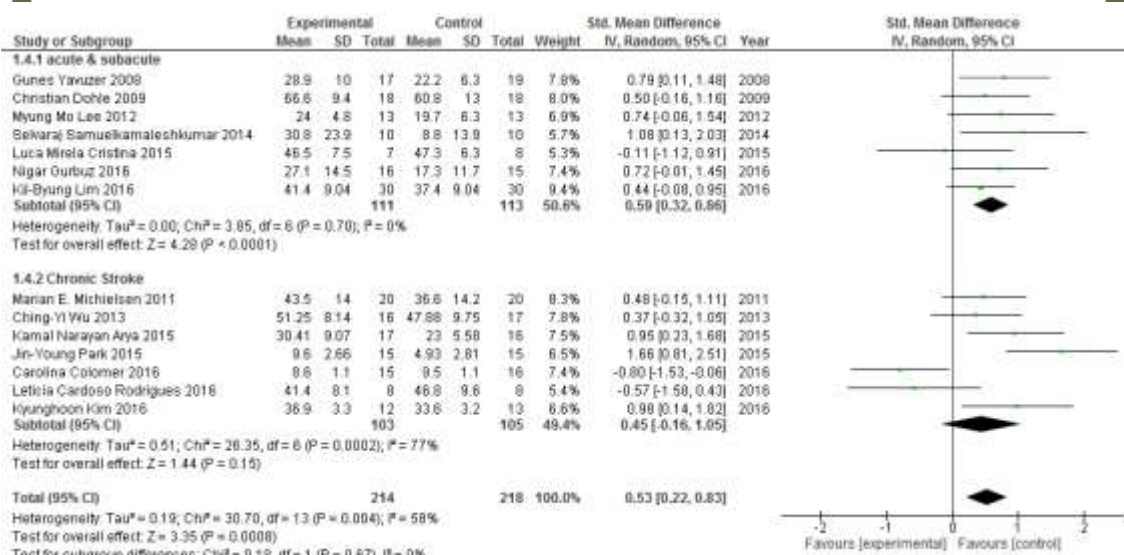 Experimental Control Std. Mean Difference Std. Mean Difference
Study or Subgroup Mean SD Total Mean SD Total Weight IV, Random, 95% CI Year IV, Random, 95% CI
1.4.1 acute & subacute
Gunes Yavuzer 2008 28.9 10 17 22.2 6.3 19 7.8% 0.79 [0.11, 1.48] 2008
Christian Dohle 2009 66.6 9.4 18 60.8 13 18 8.0% 0.50 [-0.16, 1.16] 2009
Myung Mo Lee 2012 24 4.8 13 19.7 6.3 13 6.9% 0.74 [-0.06, 1.54] 2012
Selvaraj Samuelkamaleshkumar 2014 30.8 23.9 10 8.8 13.9 10 5.7% 1.08 [0.13, 2.03] 2014
Luca Mirela Cristina 2015 46.5 7.5 7 47.3 6.3 8 5.3% -0.11 [-1.12, 0.91] 2015
Nigar Gurbuz 2016 27.1 14.5 16 17.3 11.7 15 7.4% 0.72 [-0.01, 1.45] 2016
Kil-Byung Lim 2016 41.4 9.04 30 37.4 9.04 30 9.4% 0.44 [-0.08, 0.95] 2016
Subtotal (95% CI) 111 113 50.6% 0.59 [0.32, 0.86]
Heterogeneity: Tau² = 0.00; Chi² = 3.85, df = 6 (P = 0.70); I² = 0%
Test for overall effect: Z = 4.28 (P < 0.0001)
1.4.2 Chronic Stroke
Marian E. Michielsen 2011 43.5 14 20 36.6 14.2 20 8.3% 0.48 [-0.15, 1.11] 2011
Ching-Yi Wu 2013 51.25 8.14 16 47.88 9.75 17 7.8% 0.37 [-0.32, 1.05] 2013
Kamal Narayan Arya 2015 30.41 9.07 17 23 5.58 16 7.5% 0.95 [0.23, 1.68] 2015
Jin-Young Park 2015 9.6 2.66 15 4.93 2.81 15 6.5% 1.66 [0.81, 2.51] 2015
Carolina Colomer 2016 8.6 1.1 15 9.5 1.1 16 7.4% -0.80 [-1.53, -0.06] 2016
Leticia Cardoso Rodrigues 2016 41.4 8.1 8 46.8 9.6 8 5.4% -0.57 [-1.58, 0.43] 2016
Kyunghoon Kim 2016 36.9 3.3 12 33.6 3.2 13 6.6% 0.98 [0.14, 1.82] 2016
Subtotal (95% CI) 103 105 49.4% 0.45 [-0.16, 1.05]
Heterogeneity: Tau² = 0.51; Chi² = 26.35, df = 6 (P = 0.0002); I² = 77%
Test for overall effect: Z = 1.44 (P = 0.15)
Total (95% CI) 214 218 100.0% 0.53 [0.22, 0.83]
Heterogeneity: Tau² = 0.19; Chi² = 30.70, df = 13 (P = 0.004); I² = 58%
Test for overall effect: Z = 3.35 (P = 0.0008)
Test for subgroup differences: Chi² = 0.18, df = 1 (P = 0.67), I² = 0%
-2 -1 0 1 2
Favours [experimental] Favours [control]